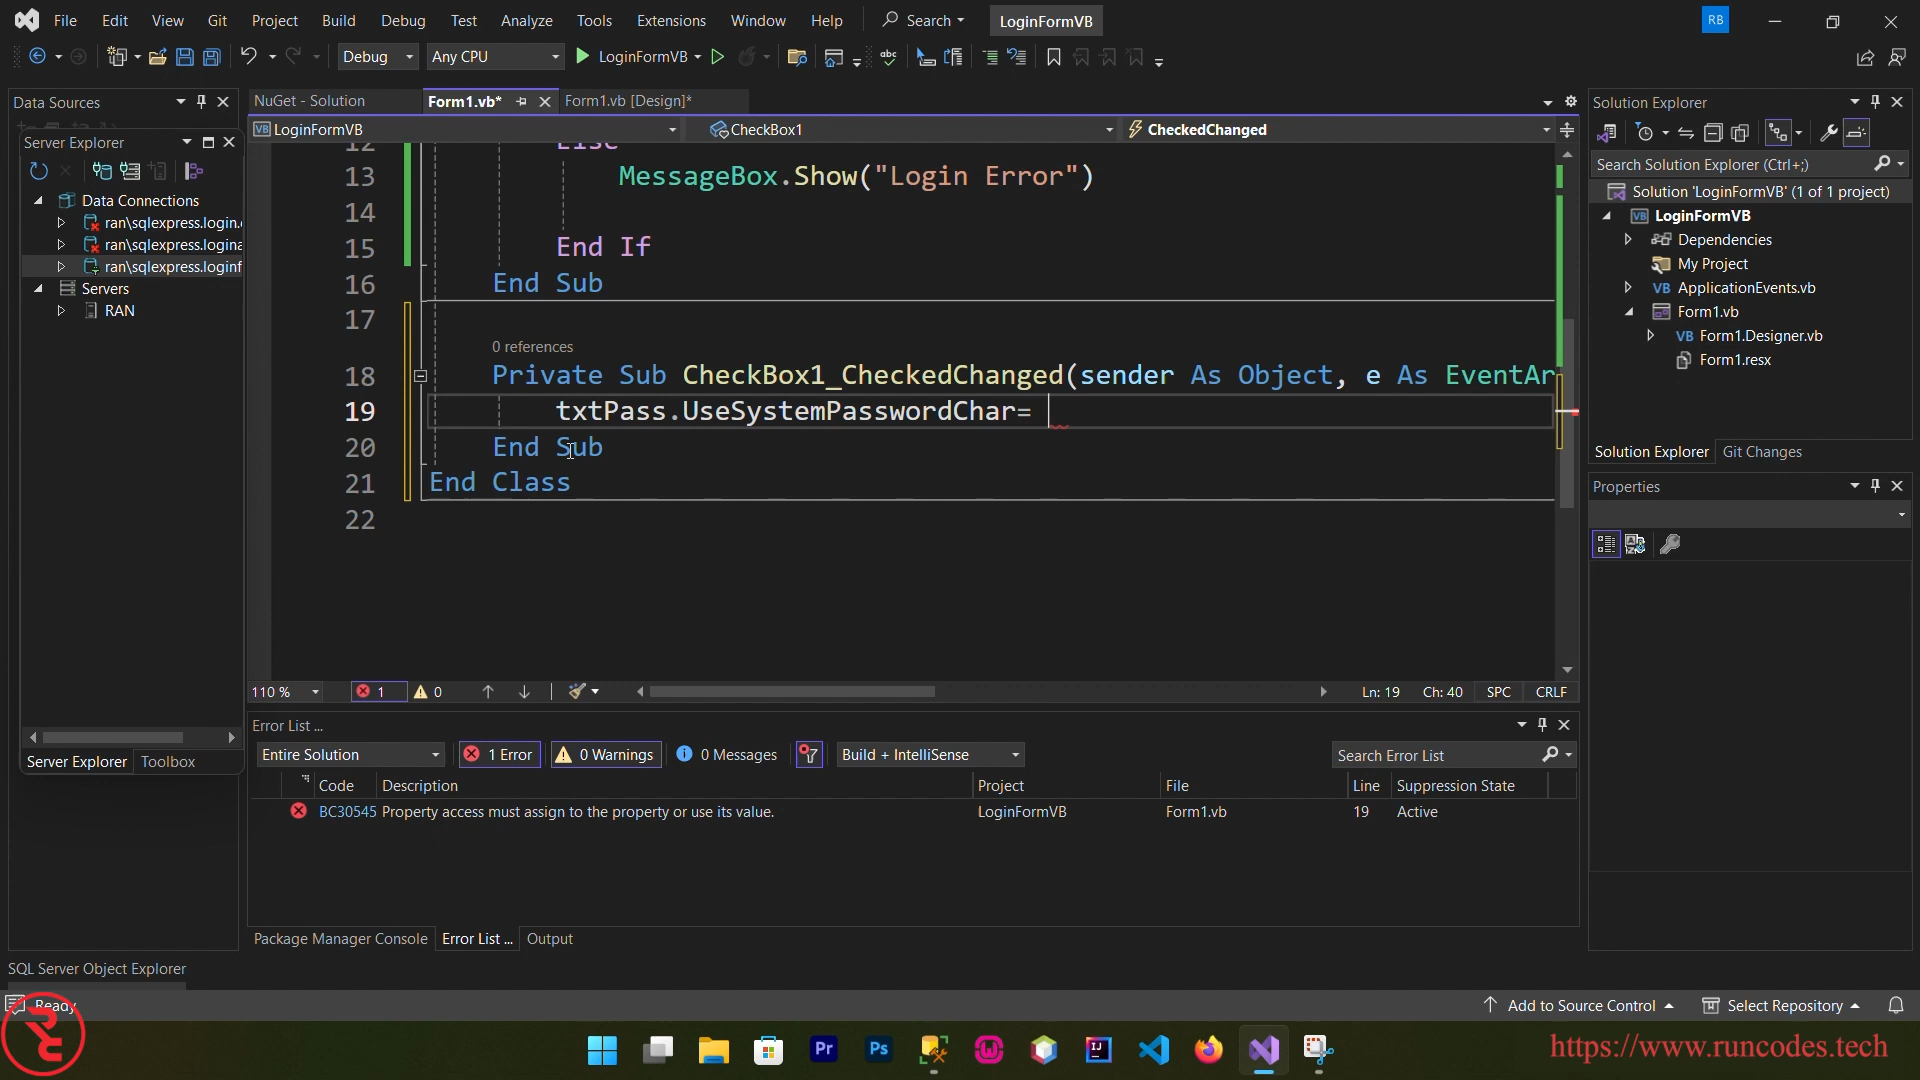 File Edit View Git Project Build Debug Test Analyze Tools Extensions Window Help Search LoginFormVB RB
Debug Any CPU LoginFormVB
Data Sources
Server Explorer
Data Connections
ran\sqlexpress.login.
ran\sqlexpress.logina
ran\sqlexpress.loginf
Servers
RAN
Server Explorer Toolbox
SQL Server Object Explorer
NuGet - Solution Form1.vb* Form1.vb [Design]*
LoginFormVB CheckBox1 CheckedChanged
12 Else
13 MessageBox.Show("Login Error")
14
15 End If
16 End Sub
17
0 references
18 Private Sub CheckBox1_CheckedChanged(sender As Object, e As EventAr
19 txtPass.UseSystemPasswordChar=
20 End Sub
21 End Class
22
110 % 1 0 Ln: 19 Ch: 40 SPC CRLF
Error List ...
Entire Solution 1 Error 0 Warnings 0 Messages Build + IntelliSense Search Error List
Code Description Project File Line Suppression State
BC30545 Property access must assign to the property or use its value. LoginFormVB Form1.vb 19 Active
Package Manager Console Error List ... Output
Solution Explorer
Search Solution Explorer (Ctrl+;)
Solution 'LoginFormVB' (1 of 1 project)
VB LoginFormVB
Dependencies
My Project
VB ApplicationEvents.vb
Form1.vb
VB Form1.Designer.vb
Form1.resx
Solution Explorer Git Changes
Properties
Ready Add to Source Control Select Repository
Pr Ps IJ
https://www.runcodes.tech